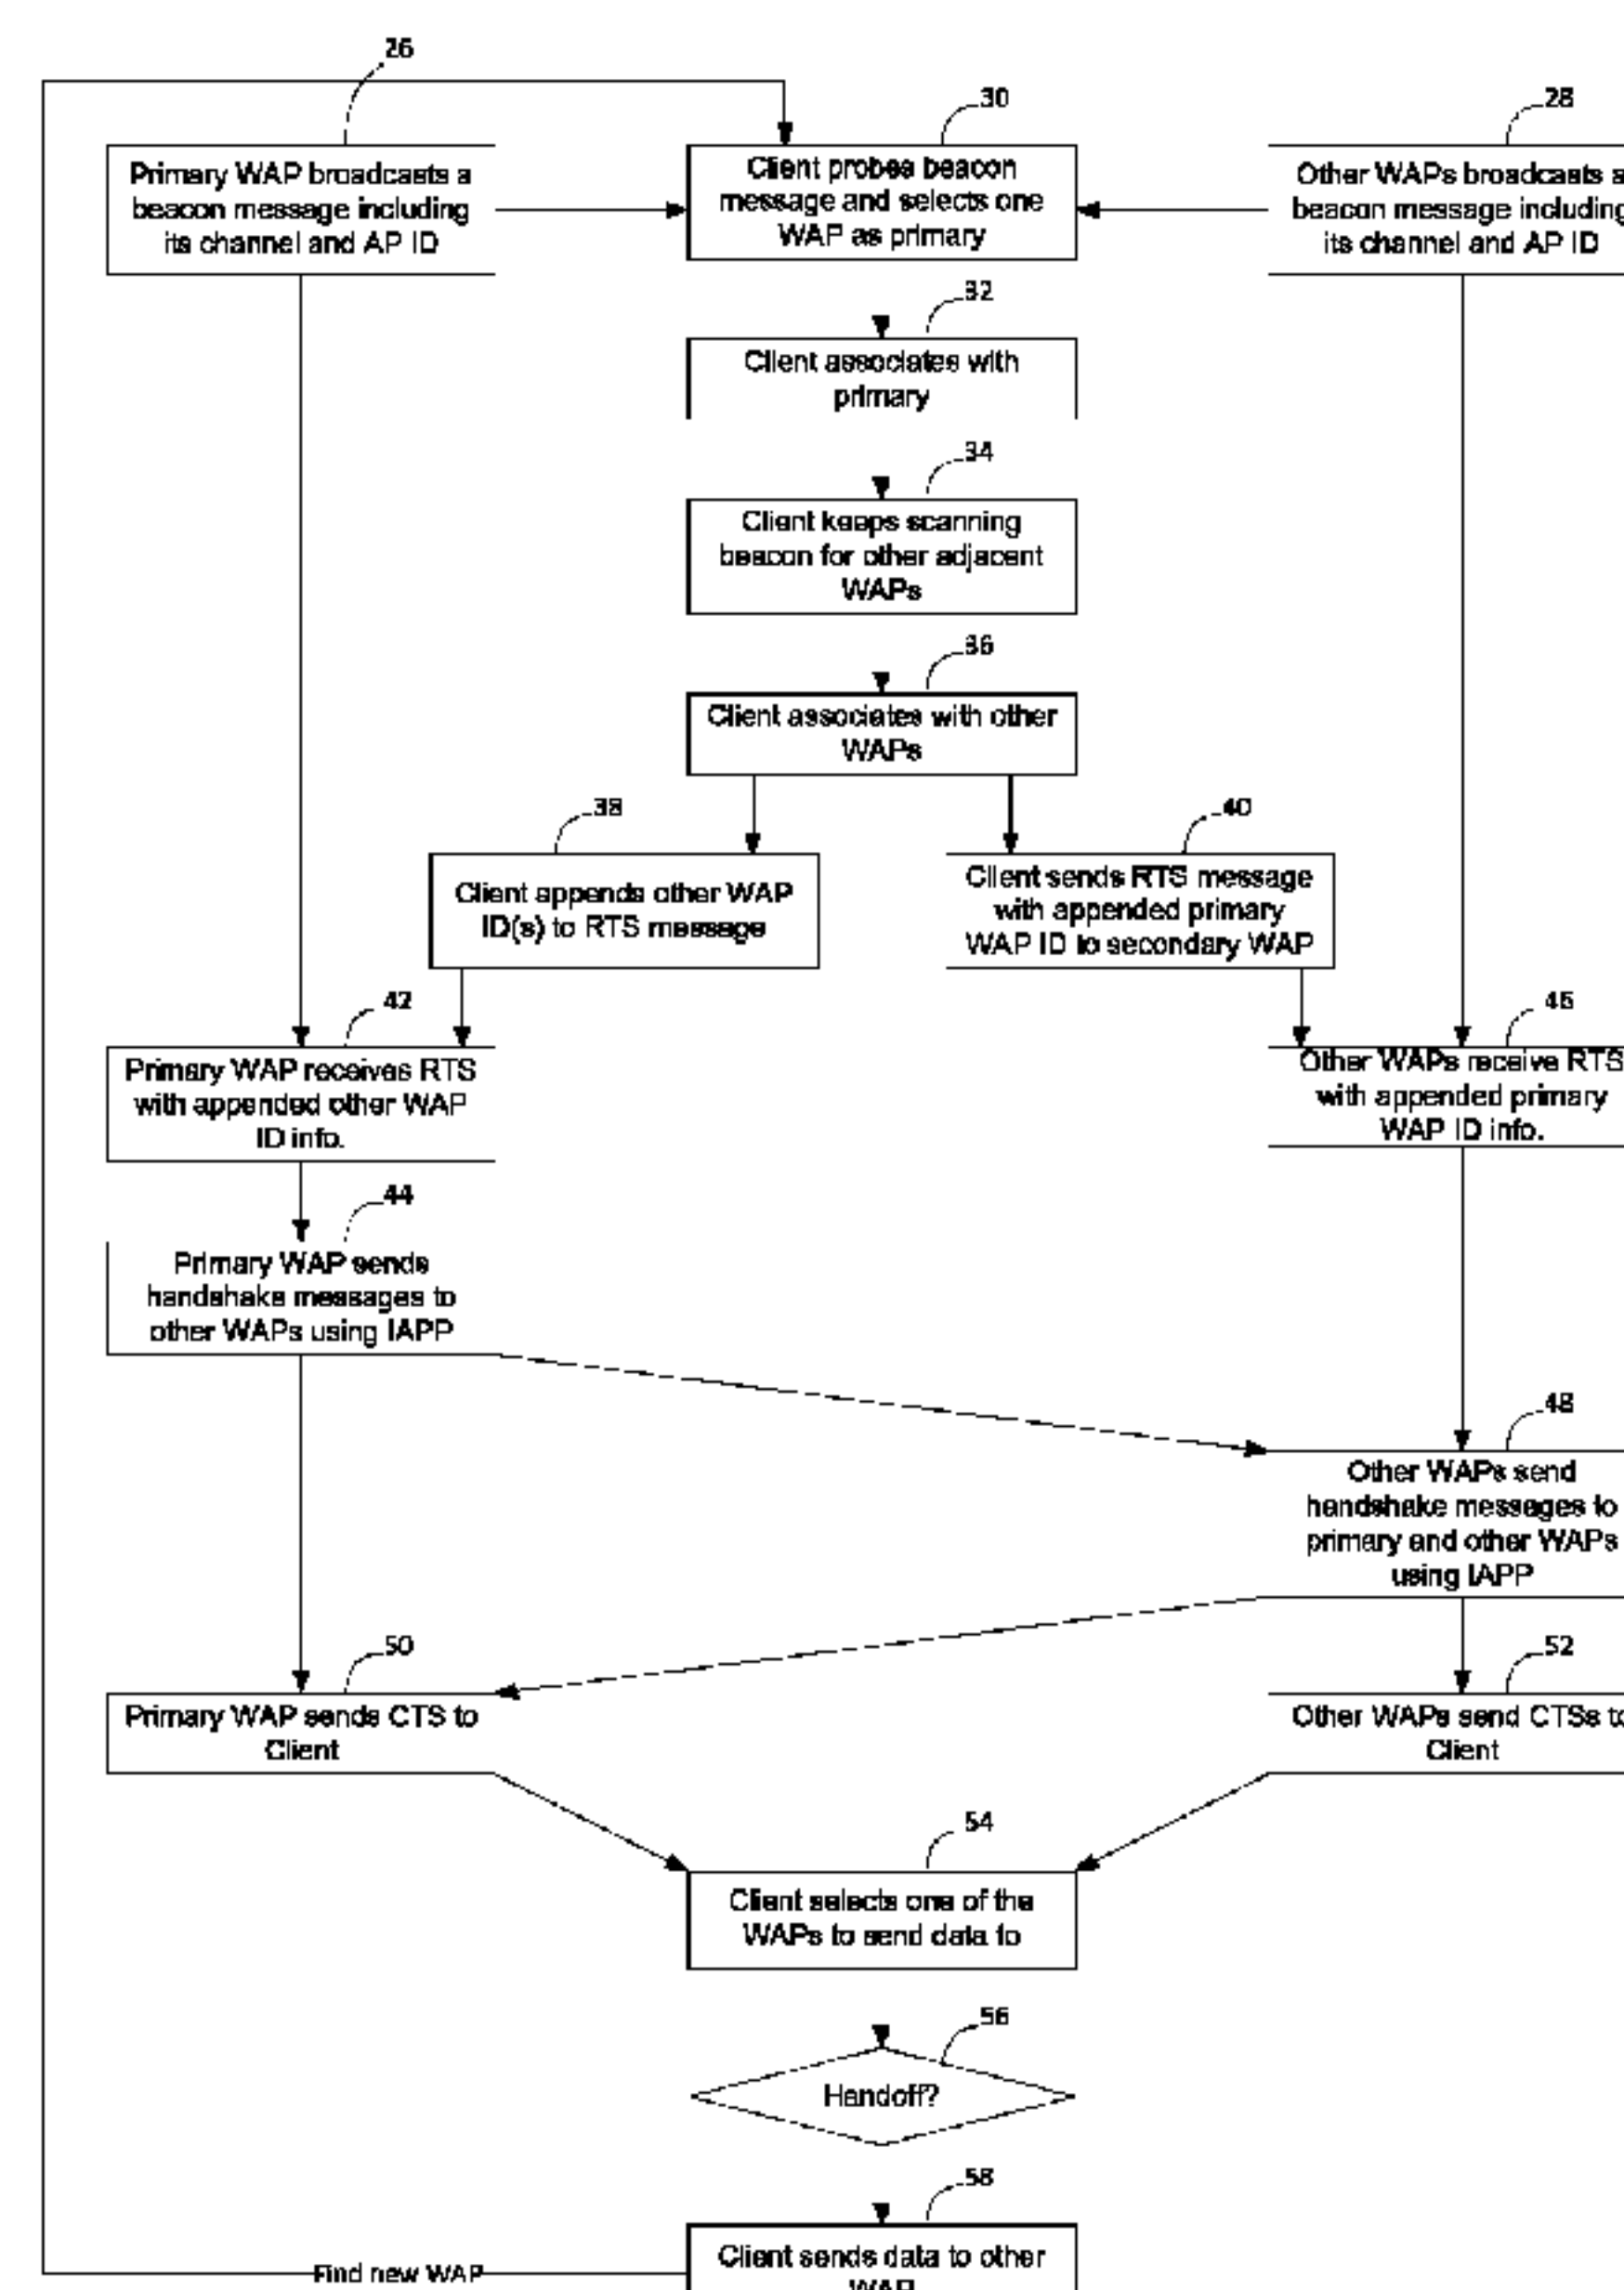 26
30
28
Primary WAP broadcasts a
beacon message including
its channel and AP ID
Client probes beacon
message and selects one
WAP as primary
Other WAPs broadcasts a
beacon message including
its channel and AP ID
32
Client associates with
primary
34
Client keeps scanning
beacon for other adjacent
WAPs
36
Client associates with other
WAPs
38
40
Client appends other WAP
ID(s) to RTS message
Client sends RTS message
with appended primary
WAP ID to secondary WAP
42
46
Primary WAP receives RTS
with appended other WAP
ID info.
Other WAPs receive RTS
with appended primary
WAP ID info.
44
Primary WAP sends
handshake messages to
other WAPs using IAPP
48
Other WAPs send
handshake messages to
primary and other WAPs
using IAPP
50
52
Primary WAP sends CTS to
Client
Other WAPs send CTSs to
Client
54
Client selects one of the
WAPs to send data to
56
Handoff?
58
Client sends data to other
WAP
Find new WAP